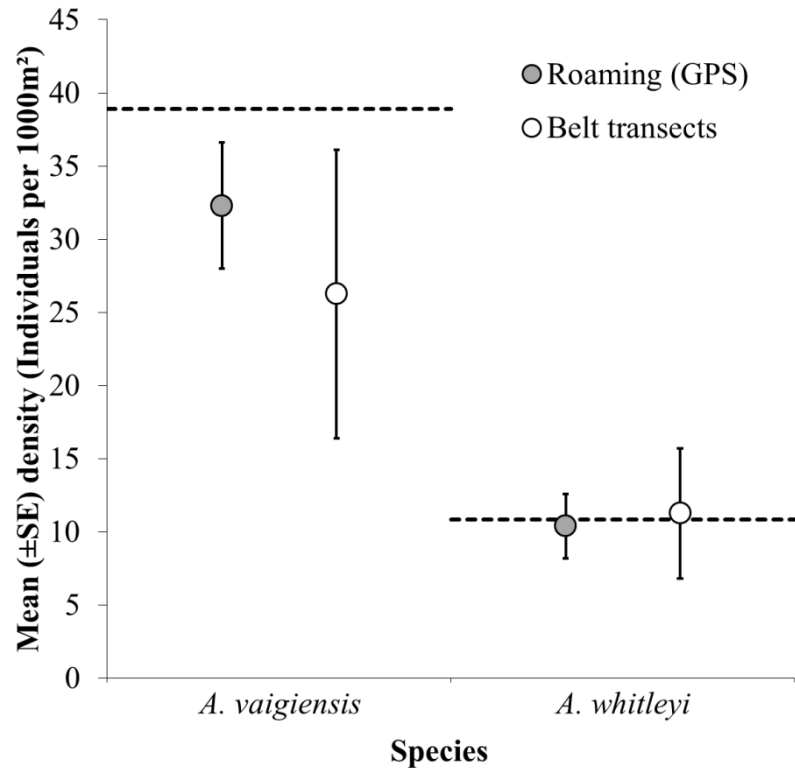 45
40
35
30
25
20
15
10
5
0
Mean (±SE) density (Individuals per 1000m²)
Roaming (GPS)
Belt transects
A. vaigiensis
A. whitleyi
Species